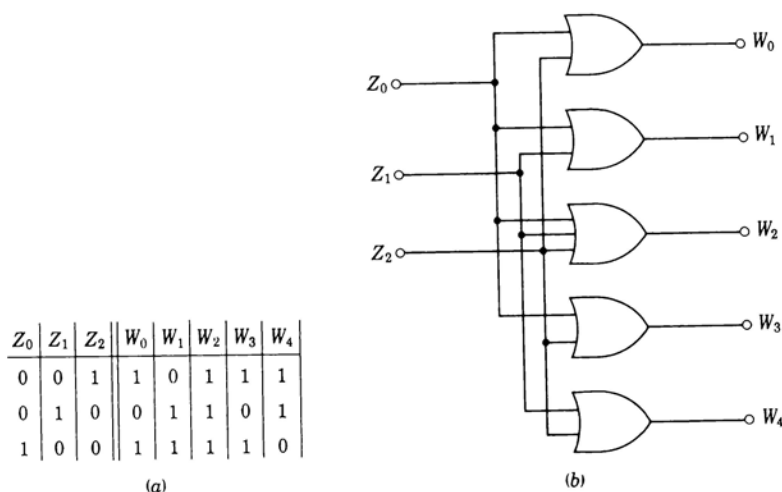 W₀
Z₀
W₁
Z₁
W₂
Z₂
W₃
W₄
Z₀ Z₁ Z₂ W₀ W₁ W₂ W₃ W₄
0 0 1 1 0 1 1 1
0 1 0 0 1 1 0 1
1 0 0 1 1 1 1 0
(a)
(b)